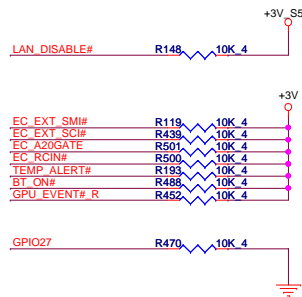 +3V_S5
LAN_DISABLE# R148 10K_4
+3V
EC_EXT_SMI# R119 10K_4
EC_EXT_SCI# R439 10K_4
EC_A20GATE R501 10K_4
EC_RCIN# R500 10K_4
TEMP_ALERT# R193 10K_4
BT_ON# R488 10K_4
GPU_EVENT#_R R452 10K_4
GPIO27 R470 10K_4